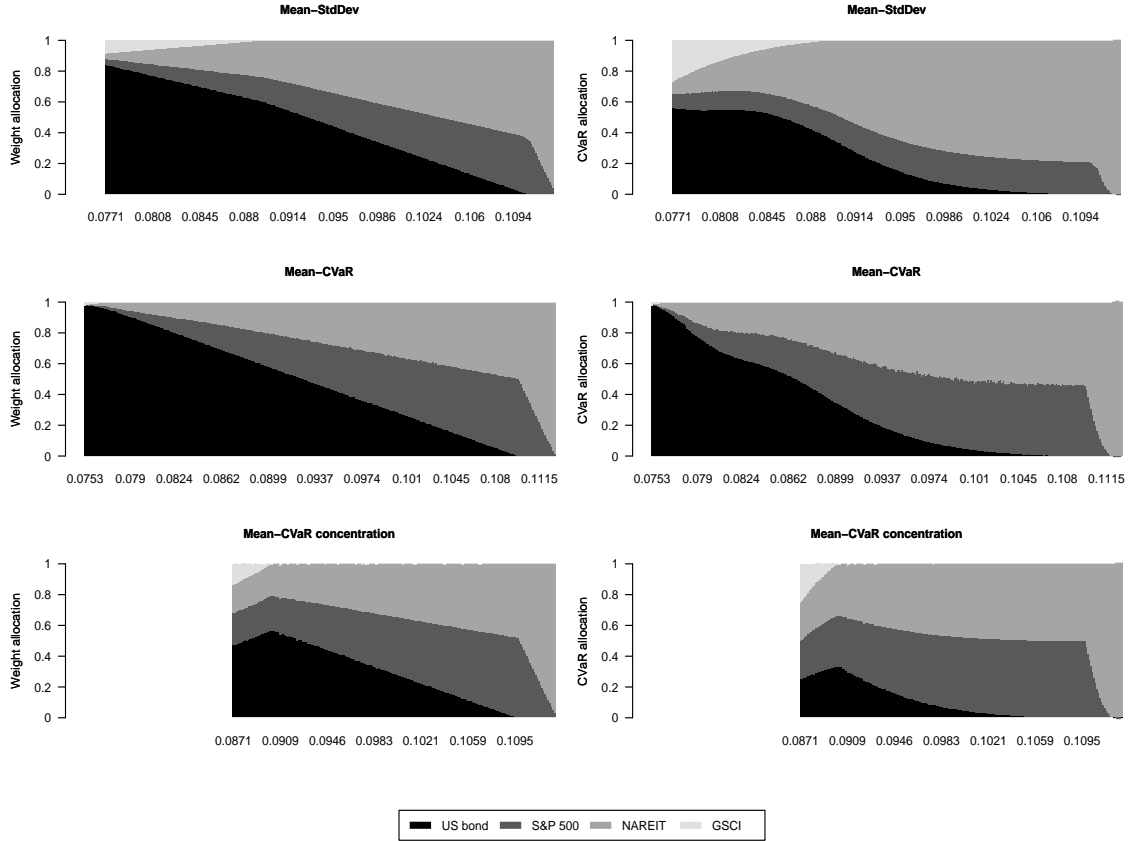 Mean-StdDev
Mean-StdDev
Weight allocation
1
0.8
0.6
0.4
0.2
0
0.0771 0.0808 0.0845 0.088 0.0914 0.095 0.0986 0.1024 0.106 0.1094
CVaR allocation
1
0.8
0.6
0.4
0.2
0
0.0771 0.0808 0.0845 0.088 0.0914 0.095 0.0986 0.1024 0.106 0.1094
Mean-CVaR
Mean-CVaR
Weight allocation
1
0.8
0.6
0.4
0.2
0
0.0753 0.079 0.0824 0.0862 0.0899 0.0937 0.0974 0.101 0.1045 0.108 0.1115
CVaR allocation
1
0.8
0.6
0.4
0.2
0
0.0753 0.079 0.0824 0.0862 0.0899 0.0937 0.0974 0.101 0.1045 0.108 0.1115
Mean-CVaR concentration
Mean-CVaR concentration
Weight allocation
1
0.8
0.6
0.4
0.2
0
0.0871 0.0909 0.0946 0.0983 0.1021 0.1059 0.1095
CVaR allocation
1
0.8
0.6
0.4
0.2
0
0.0871 0.0909 0.0946 0.0983 0.1021 0.1059 0.1095
US bond S&P 500 NAREIT GSCI